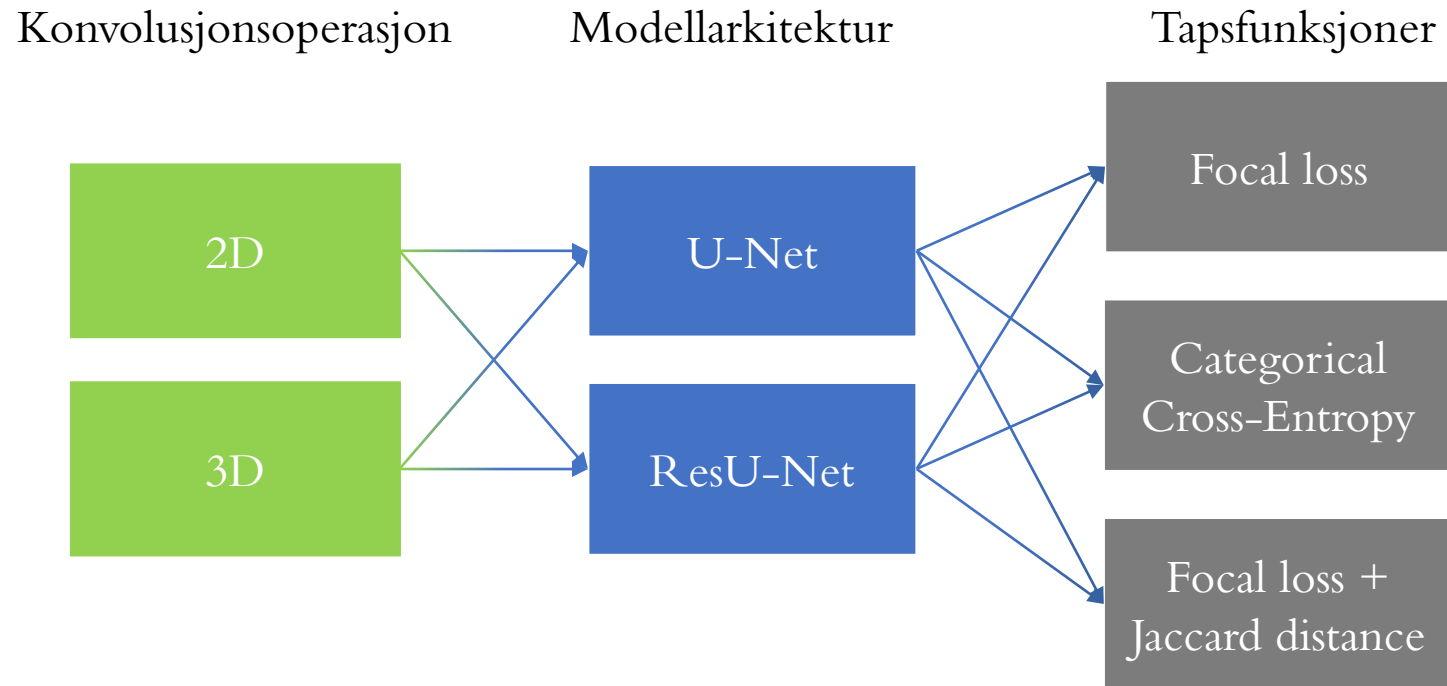 Konvolusjonsoperasjon
Modellarkitektur
Tapsfunksjoner
2D
3D
U-Net
ResU-Net
Focal loss
Categorical
Cross-Entropy
Focal loss +
Jaccard distance